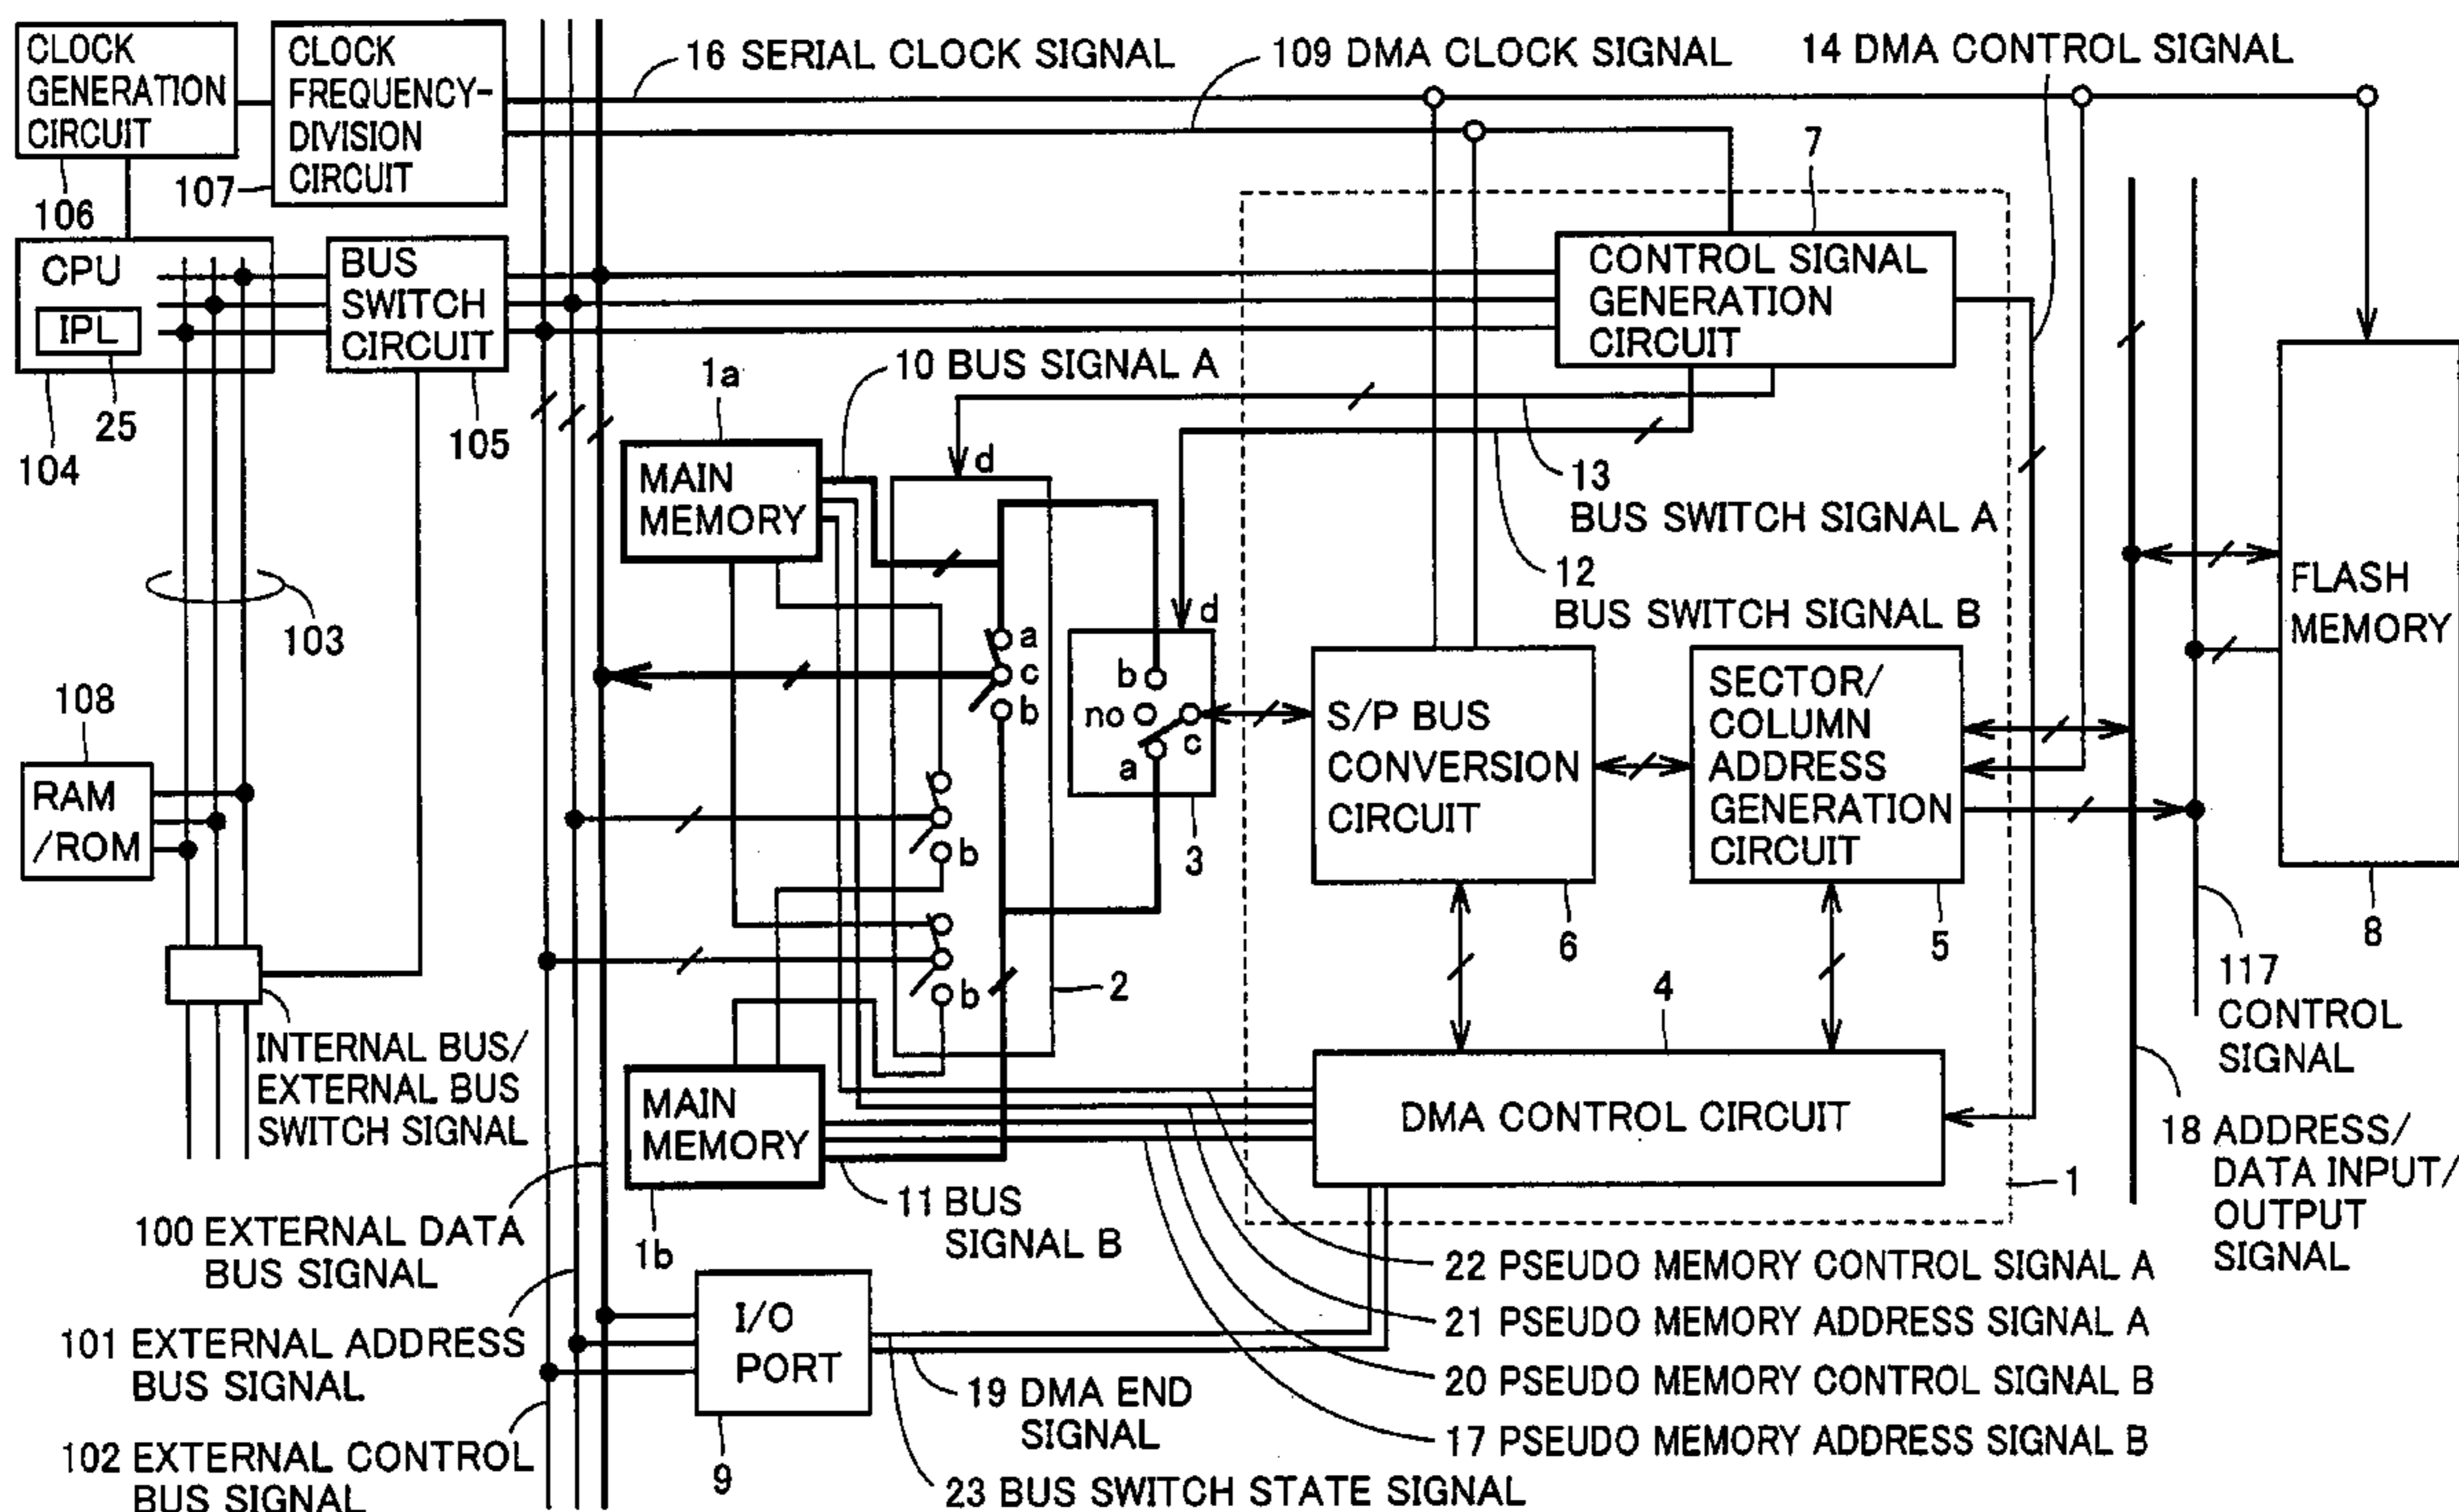 CLOCK
GENERATION
CIRCUIT
106
CLOCK
FREQUENCY-
DIVISION
CIRCUIT
107
16 SERIAL CLOCK SIGNAL
109 DMA CLOCK SIGNAL
14 DMA CONTROL SIGNAL
CPU
IPL
25
104
BUS
SWITCH
CIRCUIT
105
7
CONTROL SIGNAL
GENERATION
CIRCUIT
10 BUS SIGNAL A
1a
MAIN
MEMORY
d
13
BUS SWITCH SIGNAL A
12
BUS SWITCH SIGNAL B
d
103
a
c
b
b
no
c
a
3
b
b
2
108
RAM
/ROM
S/P BUS
CONVERSION
CIRCUIT
6
SECTOR/
COLUMN
ADDRESS
GENERATION
CIRCUIT
5
FLASH
MEMORY
8
117
CONTROL
SIGNAL
4
DMA CONTROL CIRCUIT
1
18 ADDRESS/
DATA INPUT/
OUTPUT
SIGNAL
INTERNAL BUS/
EXTERNAL BUS
SWITCH SIGNAL
MAIN
MEMORY
1b
11 BUS
SIGNAL B
100 EXTERNAL DATA
BUS SIGNAL
101 EXTERNAL ADDRESS
BUS SIGNAL
102 EXTERNAL CONTROL
BUS SIGNAL
I/O
PORT
9
19 DMA END
SIGNAL
23 BUS SWITCH STATE SIGNAL
22 PSEUDO MEMORY CONTROL SIGNAL A
21 PSEUDO MEMORY ADDRESS SIGNAL A
20 PSEUDO MEMORY CONTROL SIGNAL B
17 PSEUDO MEMORY ADDRESS SIGNAL B